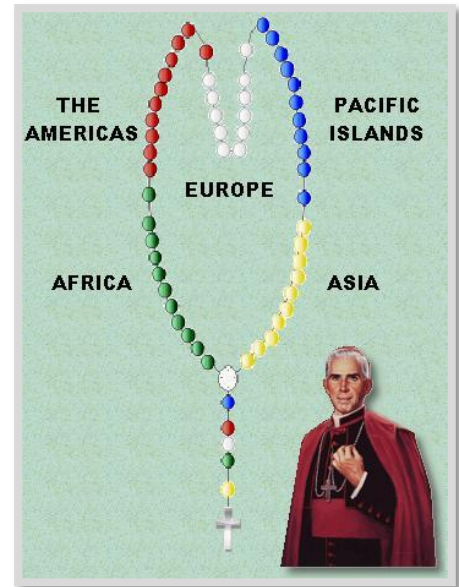 THE
AMERICAS
PACIFIC
ISLANDS
EUROPE
AFRICA
ASIA